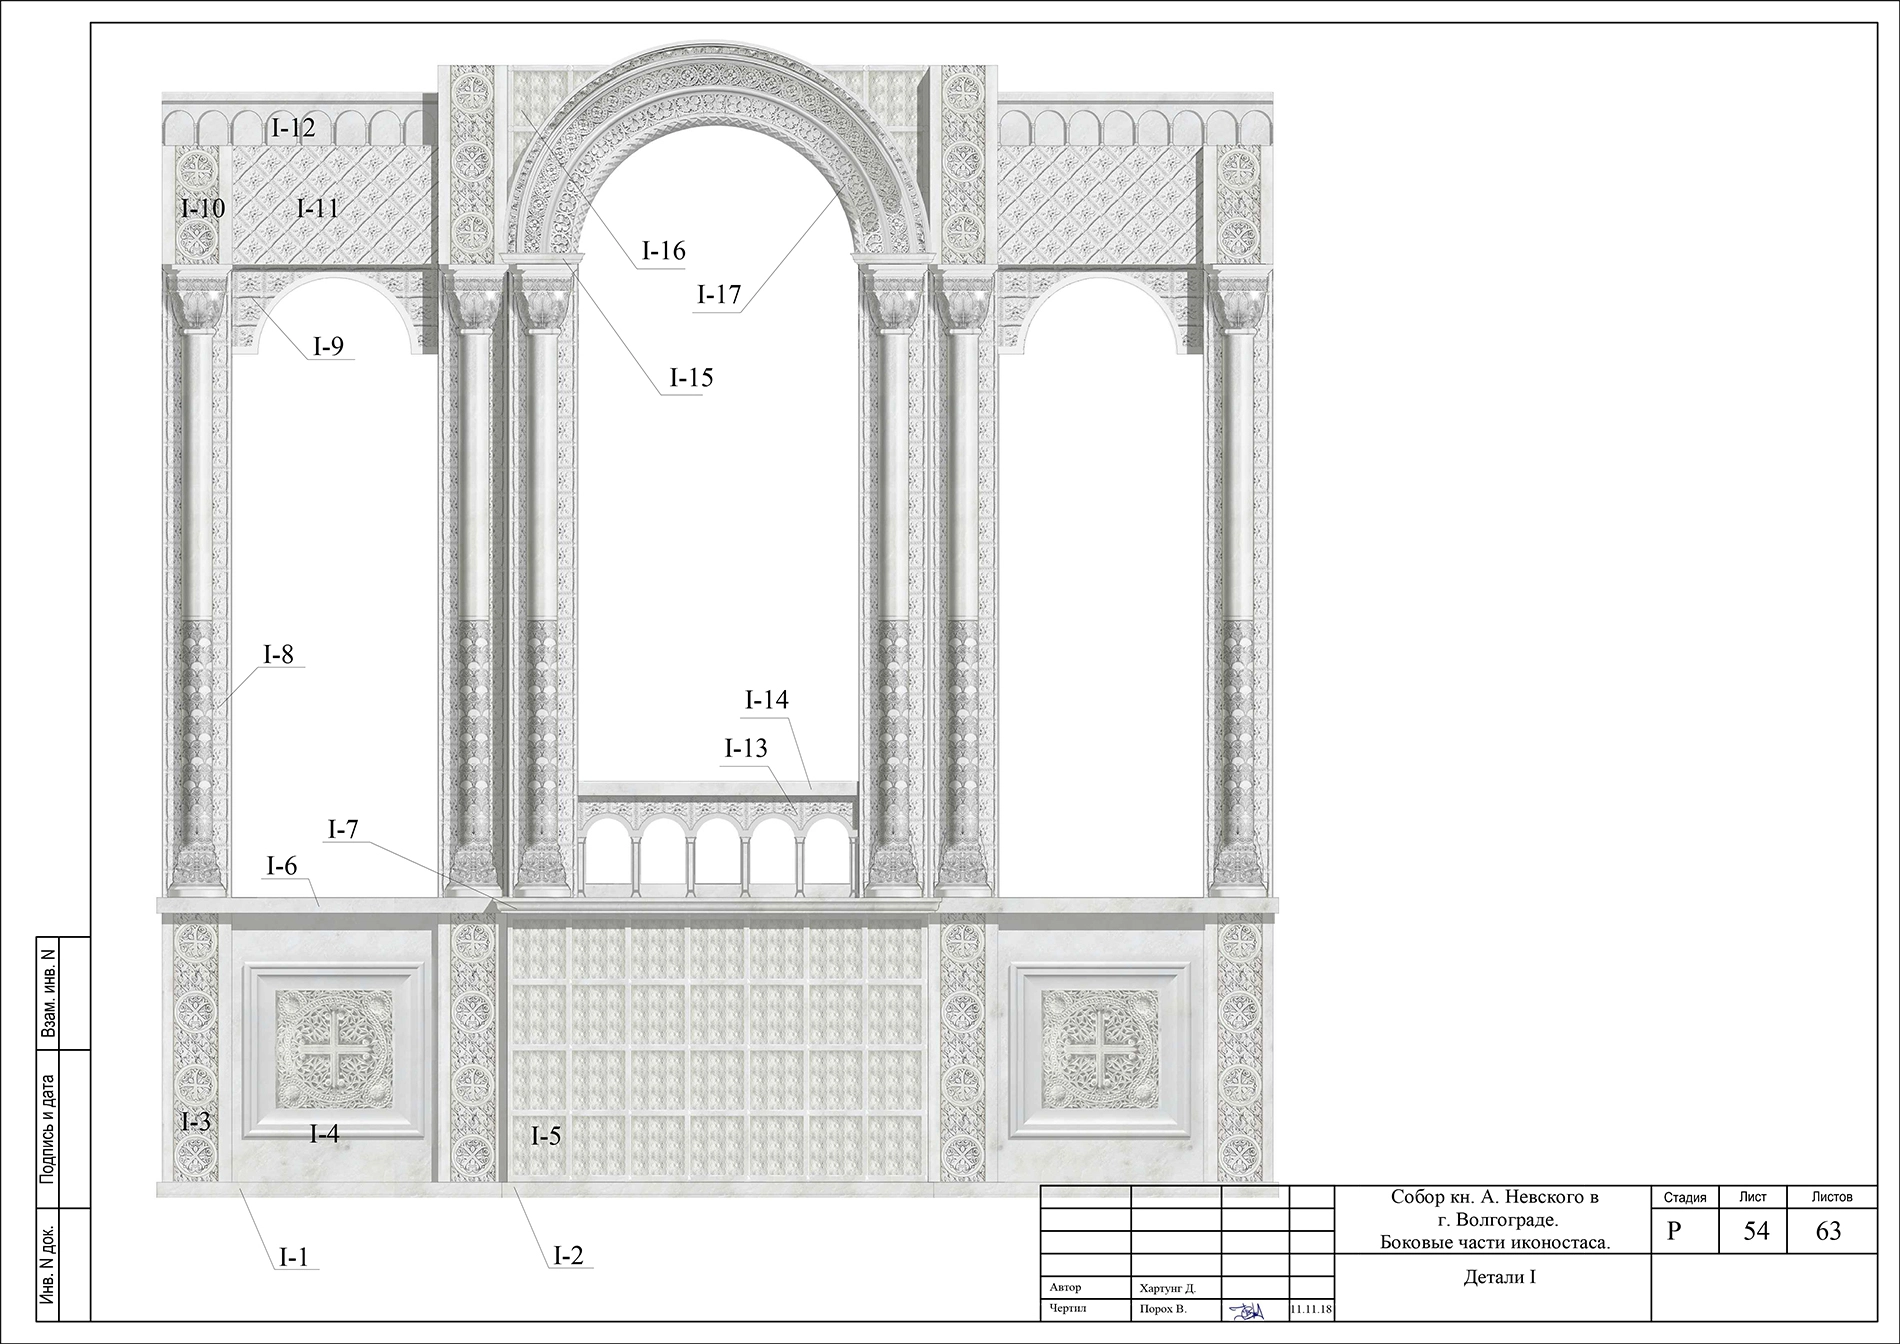 I-12
I-10
I-11
I-16
I-17
I-9
I-15
I-8
I-14
I-13
I-7
I-6
I-3
I-4
I-5
I-1
I-2
Взам. инв. N
Подпись и дата
Инв. N док.
Собор кн. А. Невского в
г. Волгограде.
Боковые части иконостаса.
Детали I
Стадия Лист Листов
Р 54 63
Автор Хартунг Д.
Чертил Порох В. 11.11.18